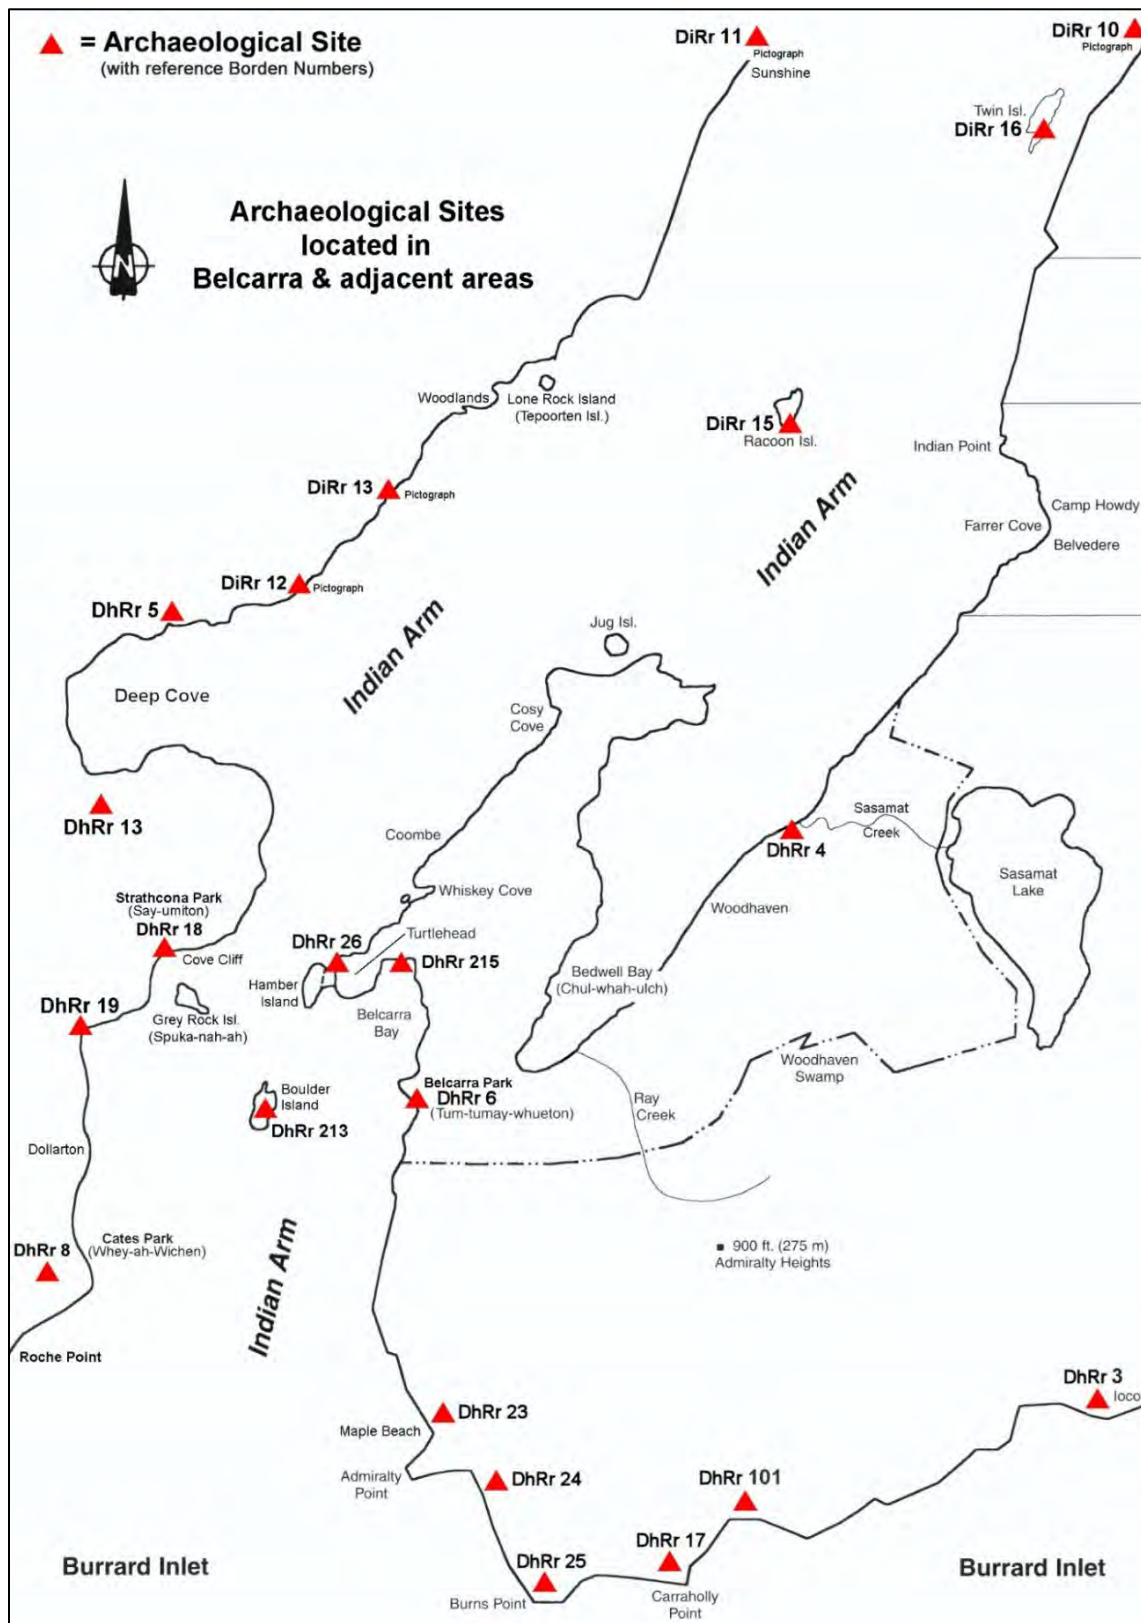 = Archaeological Site
(with reference Borden Numbers)
DiRr 11
Pictograph
Sunshine
DiRr 10
Pictograph
Twin Isl.
DiRr 16
N
Archaeological Sites
located in
Belcarra & adjacent areas
Woodlands
Lone Rock Island
(Tepoorten Isl.)
DiRr 15
Racoon Isl.
Indian Point
DiRr 13
Pictograph
Indian Arm
Camp Howdy
Farrer Cove
Belvedere
DiRr 12
Pictograph
DhRr 5
Indian Arm
Jug Isl.
Deep Cove
Cosy
Cove
DhRr 13
Coombe
Sasamat
Creek
DhRr 4
Sasamat
Lake
Whiskey Cove
Woodhaven
Strathcona Park
(Say-umiton)
DhRr 18
Cove Cliff
Turtlehead
DhRr 26
DhRr 215
Hamber
Island
Bedwell Bay
(Chul-whah-ulch)
DhRr 19
Grey Rock Isl.
(Spuka-nah-ah)
Belcarra
Bay
Woodhaven
Swamp
Boulder
Island
DhRr 213
Belcarra Park
DhRr 6
(Tum-tumay-whueton)
Ray
Creek
Dollarton
Cates Park
(Whey-ah-Wichen)
DhRr 8
Indian Arm
900 ft. (275 m)
Admiralty Heights
Roche Point
DhRr 3
Ioco
DhRr 23
Maple Beach
Admiralty
Point
DhRr 24
DhRr 101
DhRr 17
DhRr 25
Burrard Inlet
Burns Point
Carraholly
Point
Burrard Inlet